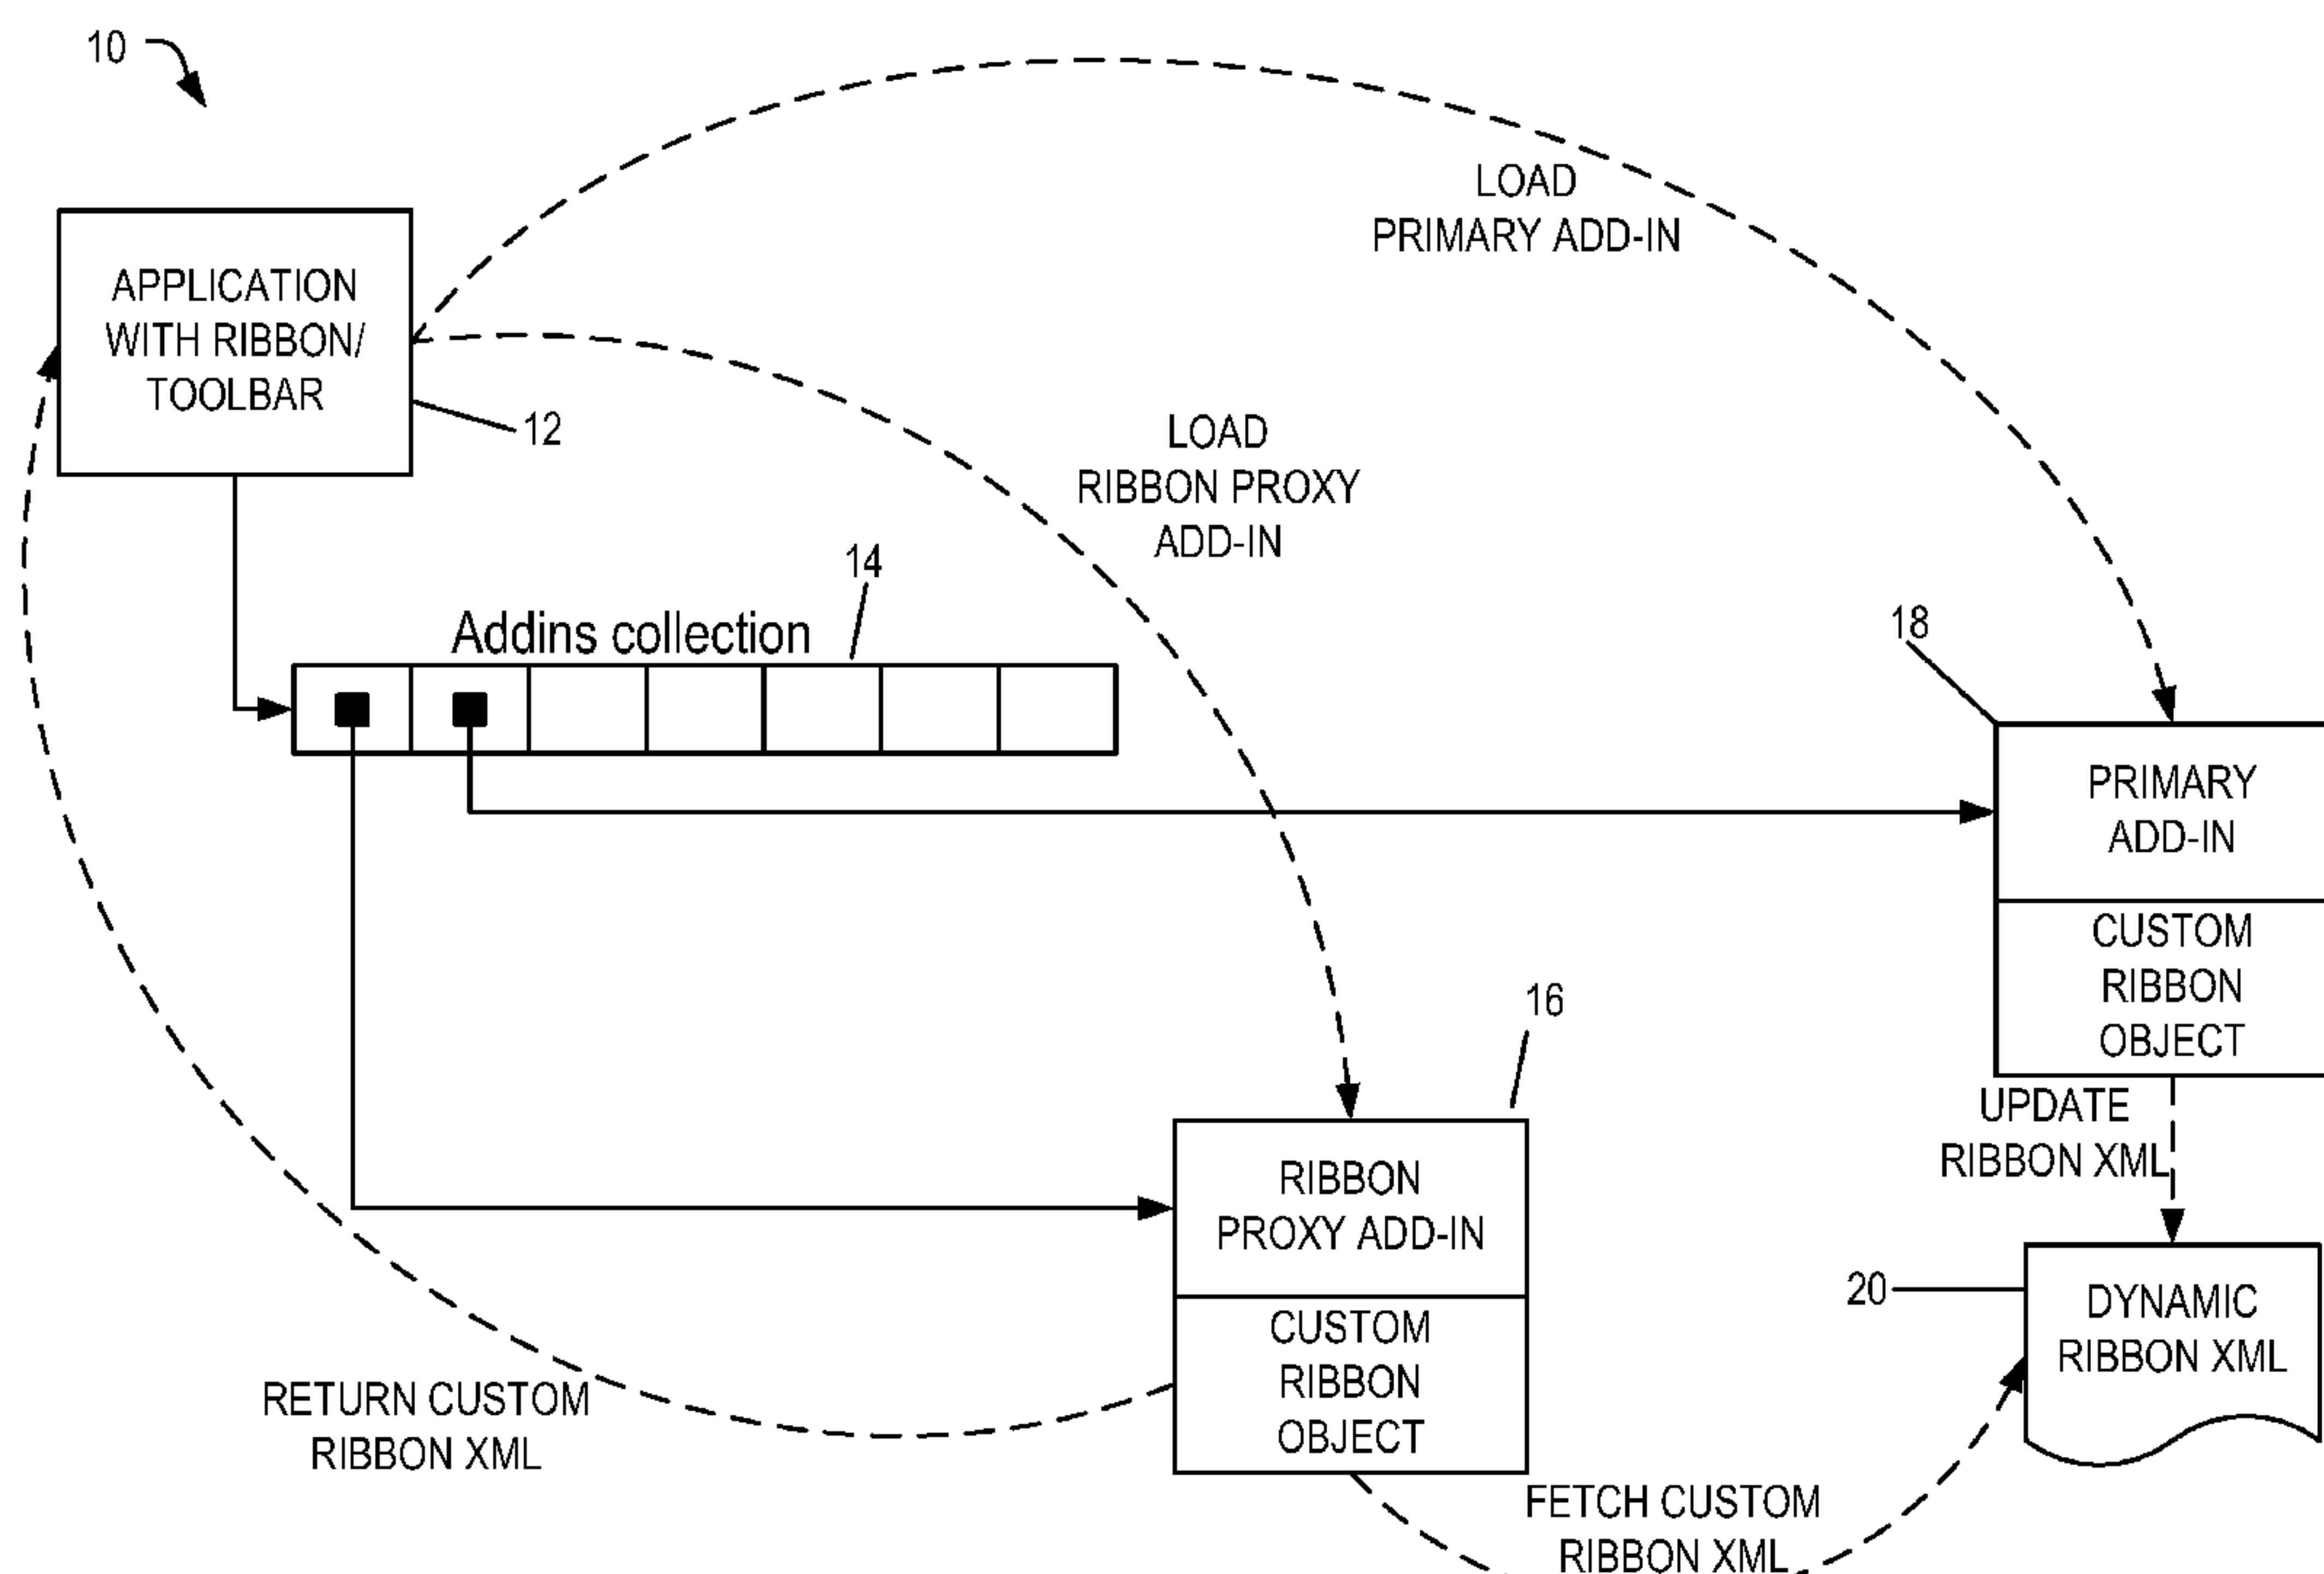 10
LOAD
PRIMARY ADD-IN
APPLICATION
WITH RIBBON/
TOOLBAR
12
LOAD
RIBBON PROXY
ADD-IN
14
Addins collection
18
PRIMARY
ADD-IN
CUSTOM
RIBBON
OBJECT
16
UPDATE
RIBBON XML
RIBBON
PROXY ADD-IN
20
DYNAMIC
RIBBON XML
CUSTOM
RIBBON
OBJECT
RETURN CUSTOM
RIBBON XML
FETCH CUSTOM
RIBBON XML